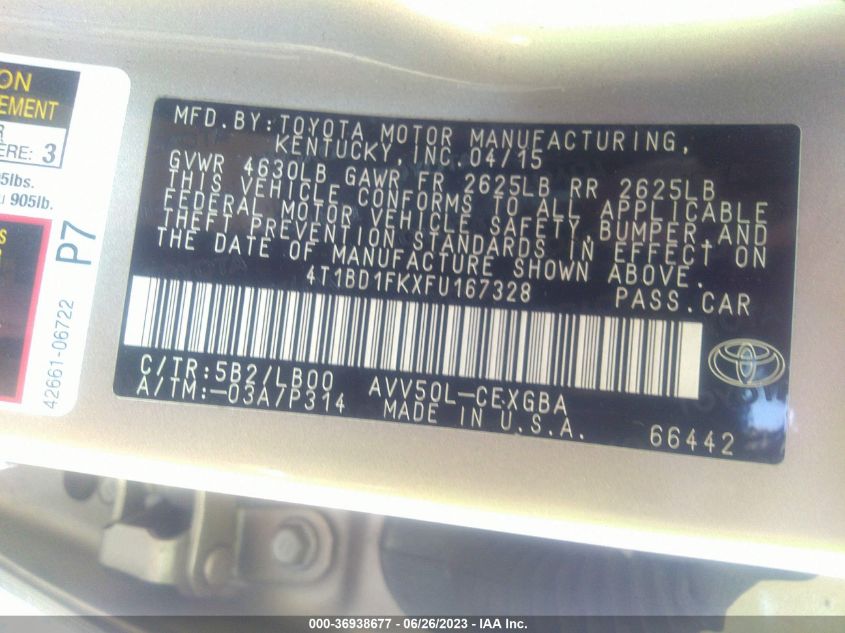 ON
EMENT
R
ERE: 3
5lbs.
u 905lb.
S
P7
42661-06722
MFD.BY:TOYOTA MOTOR MANUFACTURING,
KENTUCKY, INC. 04/15
GVWR 4630LB GAWR FR 2625LB RR 2625LB
THIS VEHICLE CONFORMS TO ALL APPLICABLE
FEDERAL MOTOR VEHICLE SAFETY, BUMPER, AND
THEFT PREVENTION STANDARDS IN EFFECT ON
THE DATE OF MANUFACTURE SHOWN ABOVE.
4T1BD1FKXFU167328 PASS.CAR
C/TR:5B2/LB00 AVV50L-CEXGBA
A/TM:-03A/P314 MADE IN U.S.A.
66442
000-36938677 - 06/26/2023 - IAA Inc.